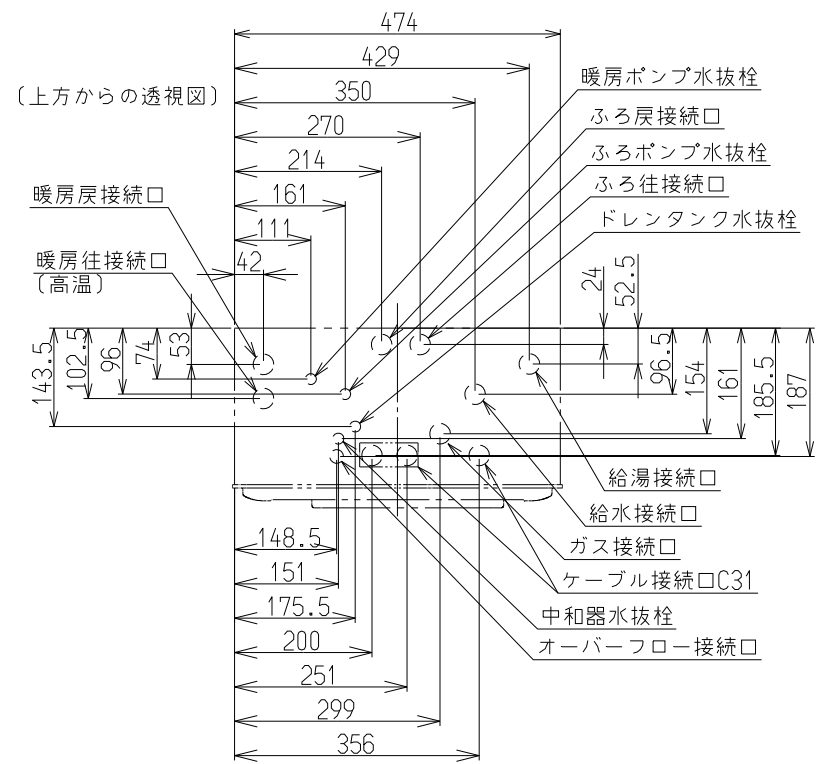 474
429
暖房ポンプ水抜栓
(上方からの透視図)
350
ふろ戻接続口
270
ふろポンプ水抜栓
214
ふろ往接続口
161
暖房戻接続口
ドレンタンク水抜栓
111
暖房往接続口
(高温)
42
24
52.5
143.5
102.5
96
74
53
96.5
154
161
185.5
187
給湯接続口
給水接続口
148.5
ガス接続口
151
ケーブル接続口C31
175.5
中和器水抜栓
200
オーバーフロー接続口
251
299
356